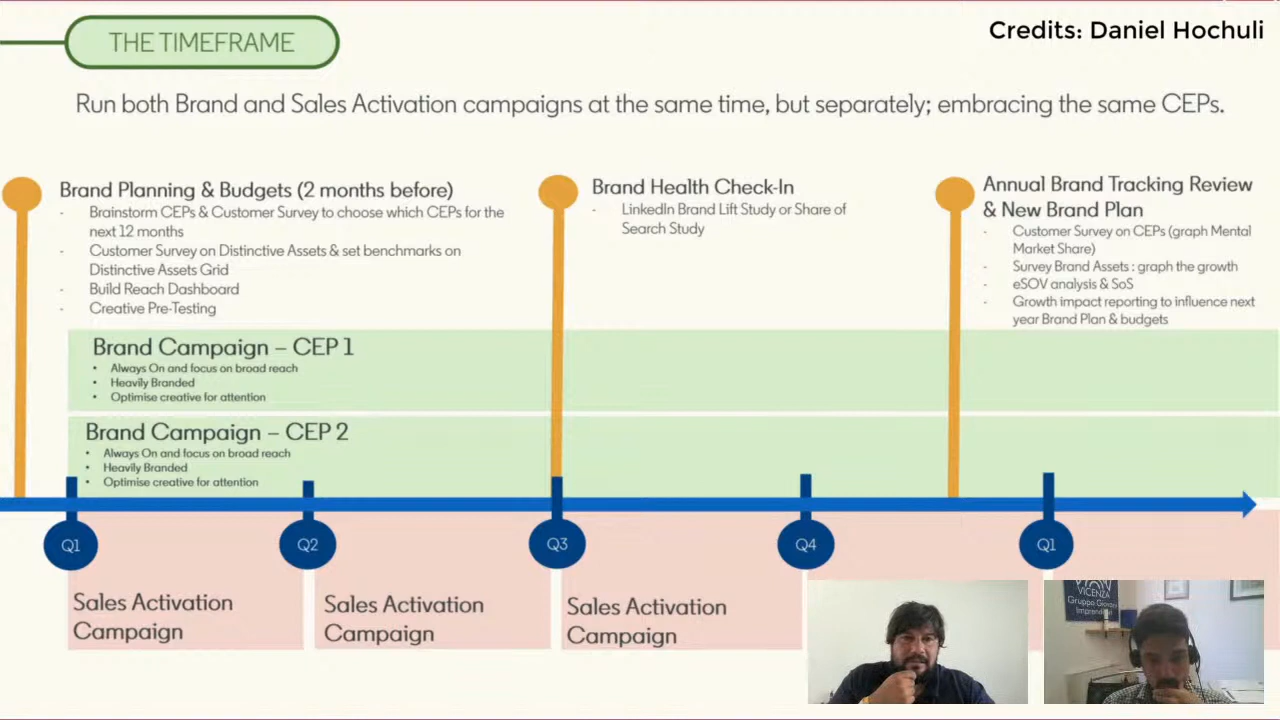 Credits: Daniel Hochuli
THE TIMEFRAME
Run both Brand and Sales Activation campaigns at the same time, but separately; embracing the same CEPs.
Brand Planning & Budgets (2 months before)
- Brainstorm CEPs & Customer Survey to choose which CEPs for the
next 12 months
- Customer Survey on Distinctive Assets & set benchmarks on
Distinctive Assets Grid
- Build Reach Dashboard
- Creative Pre-Testing
Brand Health Check-In
- LinkedIn Brand Lift Study or Share of
Search Study
Annual Brand Tracking Review
& New Brand Plan
- Customer Survey on CEPs (graph Mental
Market Share)
- Survey Brand Assets : graph the growth
- eSOV analysis & SoS
- Growth impact reporting to influence next
year Brand Plan & budgets
Brand Campaign – CEP 1
• Always On and focus on broad reach
• Heavily Branded
• Optimise creative for attention
Brand Campaign – CEP 2
• Always On and focus on broad reach
• Heavily Branded
• Optimise creative for attention
Q1
Q2
Q3
Q4
Q1
Sales Activation
Campaign
Sales Activation
Campaign
Sales Activation
Campaign
VICENZA
Gruppo Giovani